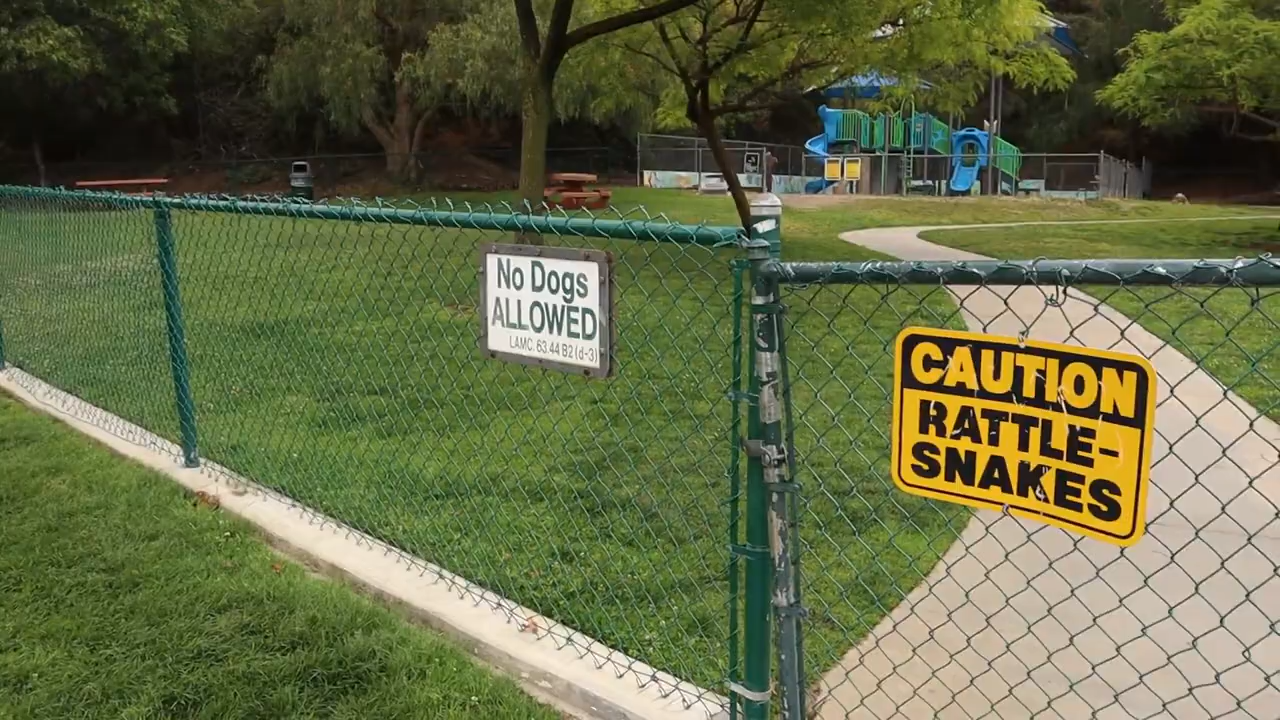 No Dogs
ALLOWED
LAMC. 63.44 B2 (d-3)
CAUTION
RATTLE-
SNAKES